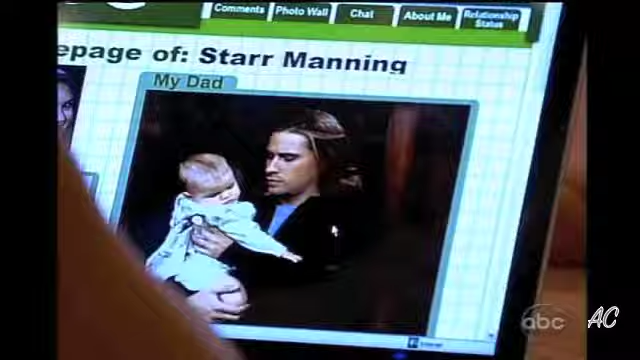 Comments Photo Wall Chat About Me Relationship Status
epage of: Starr Manning
My Dad
abc AC